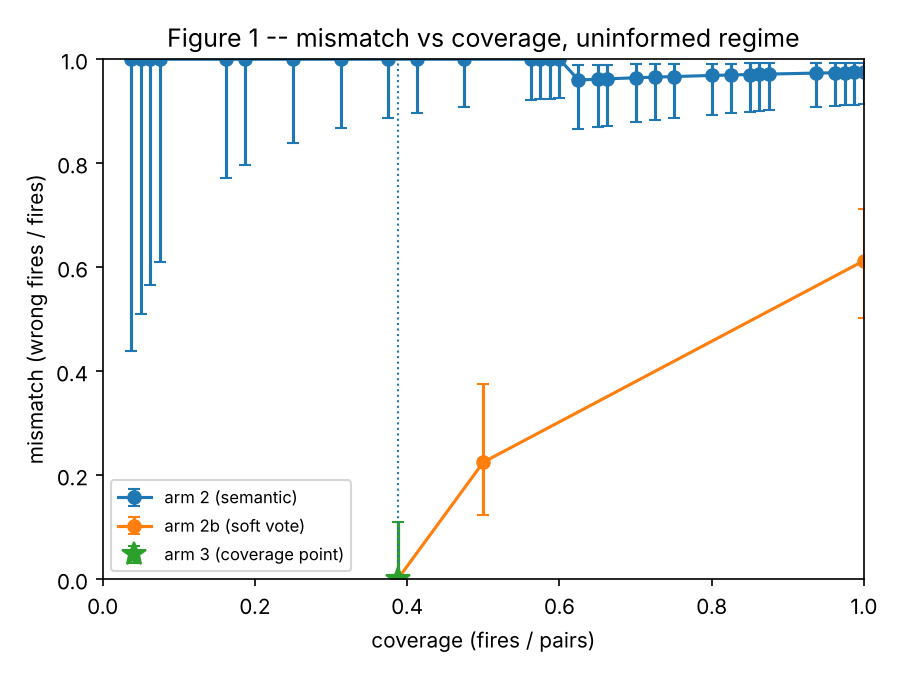 Figure 1 -- mismatch vs coverage, uninformed regime
mismatch (wrong fires / fires)
1.0
0.8
0.6
0.4
0.2
0.0
arm 2 (semantic)
arm 2b (soft vote)
arm 3 (coverage point)
0.0 0.2 0.4 0.6 0.8 1.0
coverage (fires / pairs)